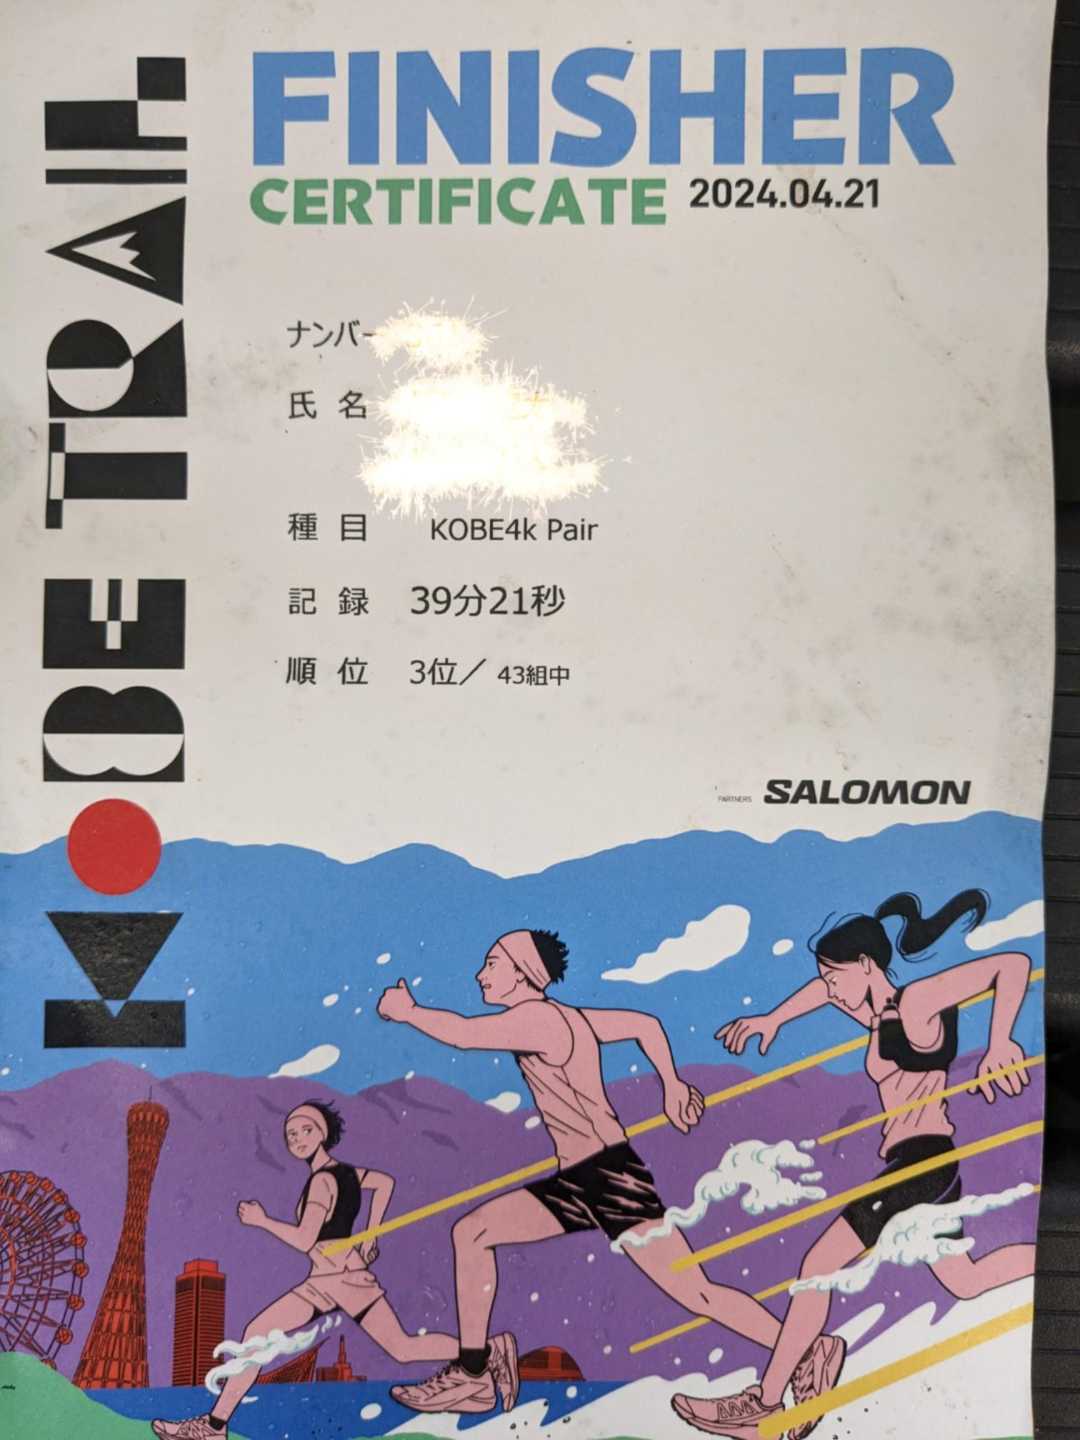 KOBE TRAIL
FINISHER
CERTIFICATE 2024.04.21
ナンバー
氏 名
種 目 KOBE4k Pair
記 録 39分21秒
順 位 3位／ 43組中
PARTNERS SALOMON